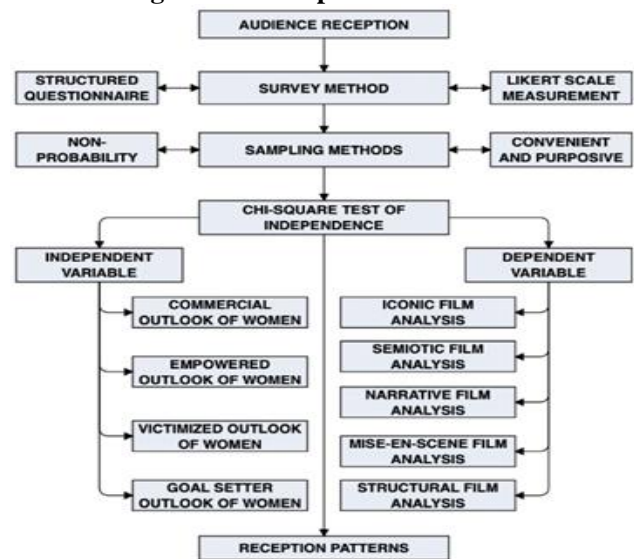 AUDIENCE RECEPTION
STRUCTURED
QUESTIONNAIRE
SURVEY METHOD
LIKERT SCALE
MEASUREMENT
NON-
PROBABILITY
SAMPLING METHODS
CONVENIENT
AND PURPOSIVE
CHI-SQUARE TEST OF
INDEPENDENCE
INDEPENDENT
VARIABLE
DEPENDENT
VARIABLE
COMMERCIAL
OUTLOOK OF WOMEN
ICONIC FILM
ANALYSIS
EMPOWERED
OUTLOOK OF WOMEN
SEMIOTIC FILM
ANALYSIS
NARRATIVE FILM
ANALYSIS
VICTIMIZED OUTLOOK
OF WOMEN
MISE-EN-SCENE FILM
ANALYSIS
GOAL SETTER
OUTLOOK OF WOMEN
STRUCTURAL FILM
ANALYSIS
RECEPTION PATTERNS